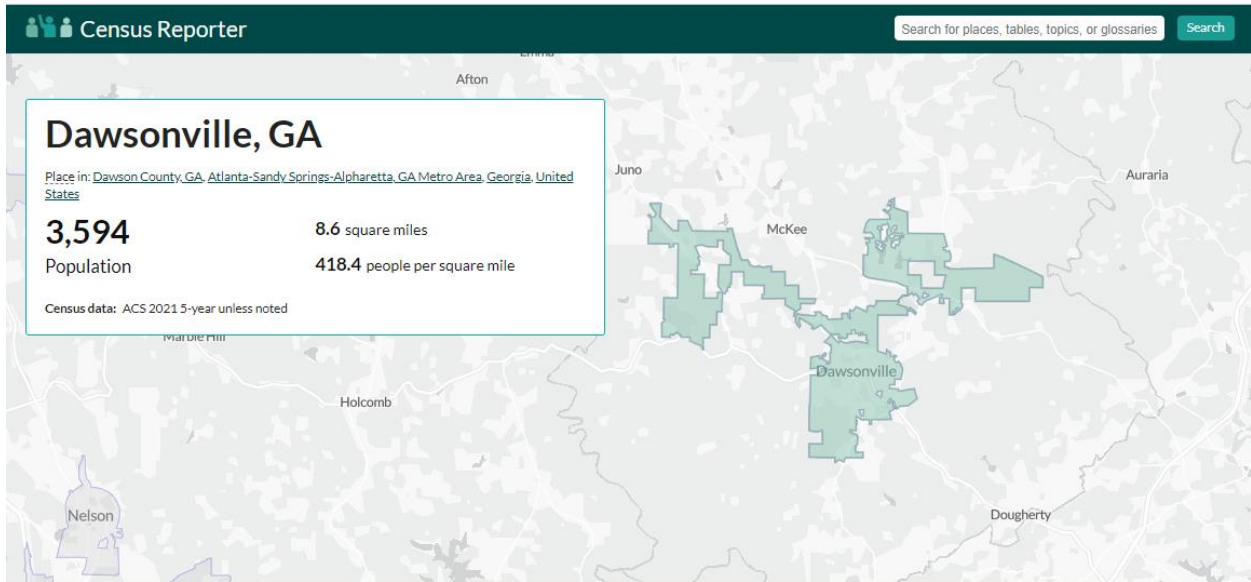 Census Reporter
Search for places, tables, topics, or glossaries
Search
Afton
Dawsonville, GA
Place in: Dawson County, GA, Atlanta-Sandy Springs-Alpharetta, GA Metro Area, Georgia, United
States
3,594
Population
8.6 square miles
418.4 people per square mile
Census data: ACS 2021 5-year unless noted
Juno
Auraria
McKee
Marble Hill
Dawsonville
Holcomb
Nelson
Dougherty